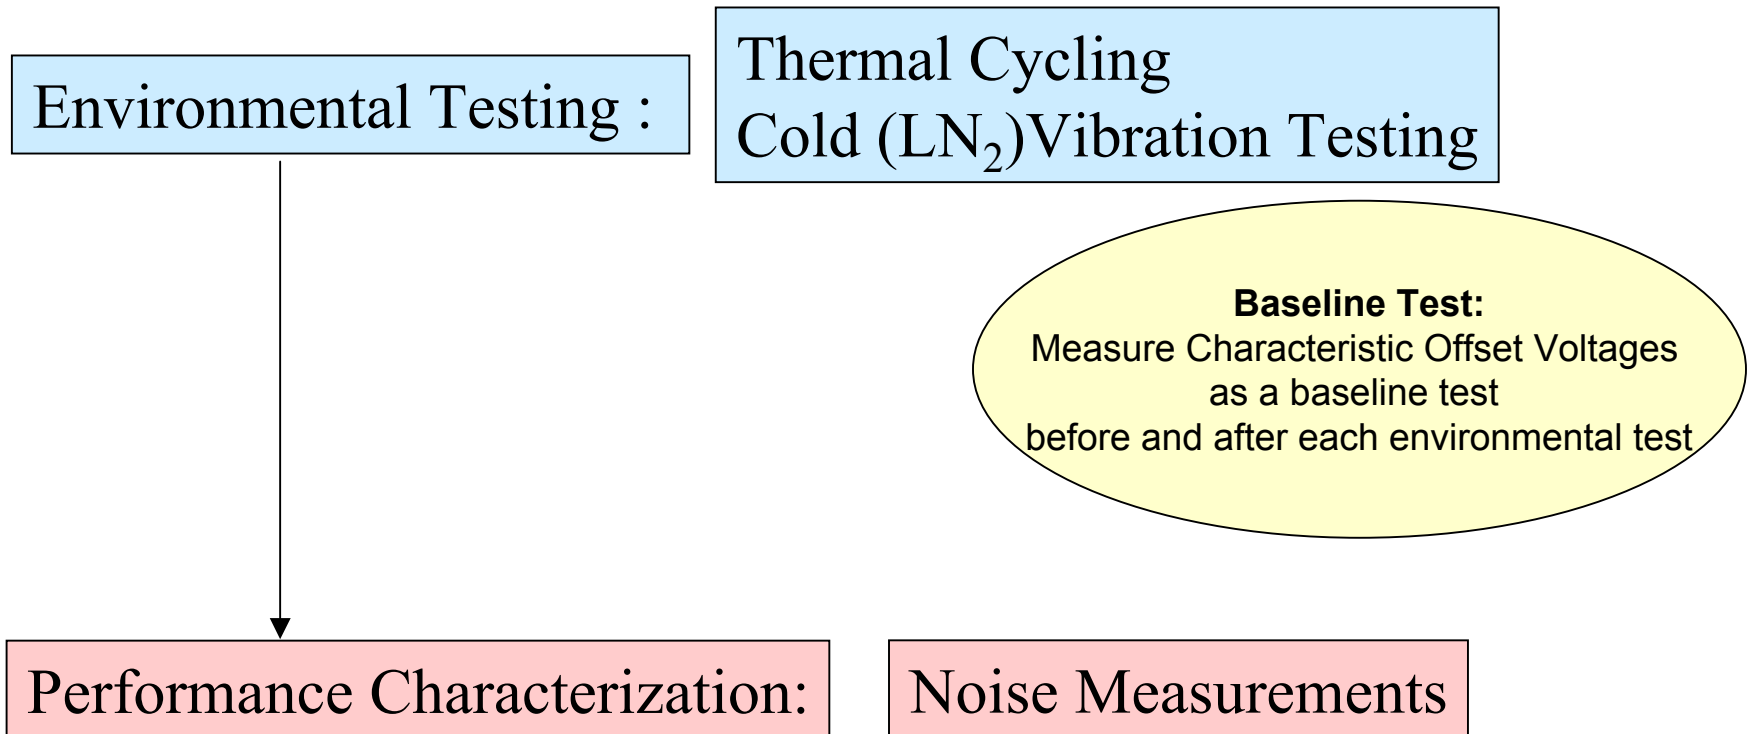 Environmental Testing :
Thermal Cycling
Cold (LN₂)Vibration Testing
Baseline Test:
Measure Characteristic Offset Voltages
as a baseline test
before and after each environmental test
Performance Characterization:
Noise Measurements